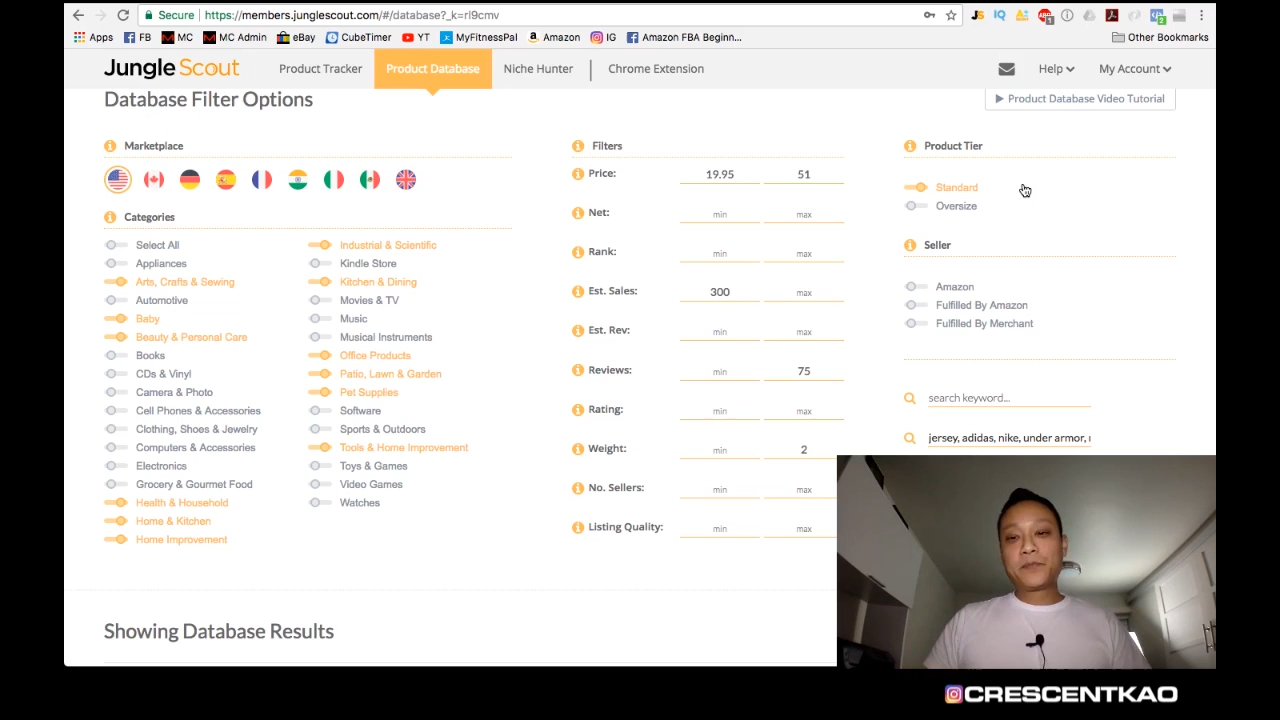 Secure https://members.junglescout.com/#/database?_k=rl9cmv
Apps FB MC MC Admin eBay CubeTimer YT MyFitnessPal Amazon IG Amazon FBA Beginn... Other Bookmarks
Jungle Scout Product Tracker Product Database Niche Hunter Chrome Extension Help My Account
Database Filter Options
Product Database Video Tutorial
Marketplace
Categories
Select All
Appliances
Arts, Crafts & Sewing
Automotive
Baby
Beauty & Personal Care
Books
CDs & Vinyl
Camera & Photo
Cell Phones & Accessories
Clothing, Shoes & Jewelry
Computers & Accessories
Electronics
Grocery & Gourmet Food
Health & Household
Home & Kitchen
Home Improvement
Industrial & Scientific
Kindle Store
Kitchen & Dining
Movies & TV
Music
Musical Instruments
Office Products
Patio, Lawn & Garden
Pet Supplies
Software
Sports & Outdoors
Tools & Home Improvement
Toys & Games
Video Games
Watches
Filters
Price: 19.95 51
Net: min max
Rank: min max
Est. Sales: 300 max
Est. Rev: min max
Reviews: min 75
Rating: min max
Weight: min 2
No. Sellers: min max
Listing Quality: min max
Product Tier
Standard
Oversize
Seller
Amazon
Fulfilled By Amazon
Fulfilled By Merchant
search keyword...
jersey, adidas, nike, under armor,
Showing Database Results
CRESCENTKAO